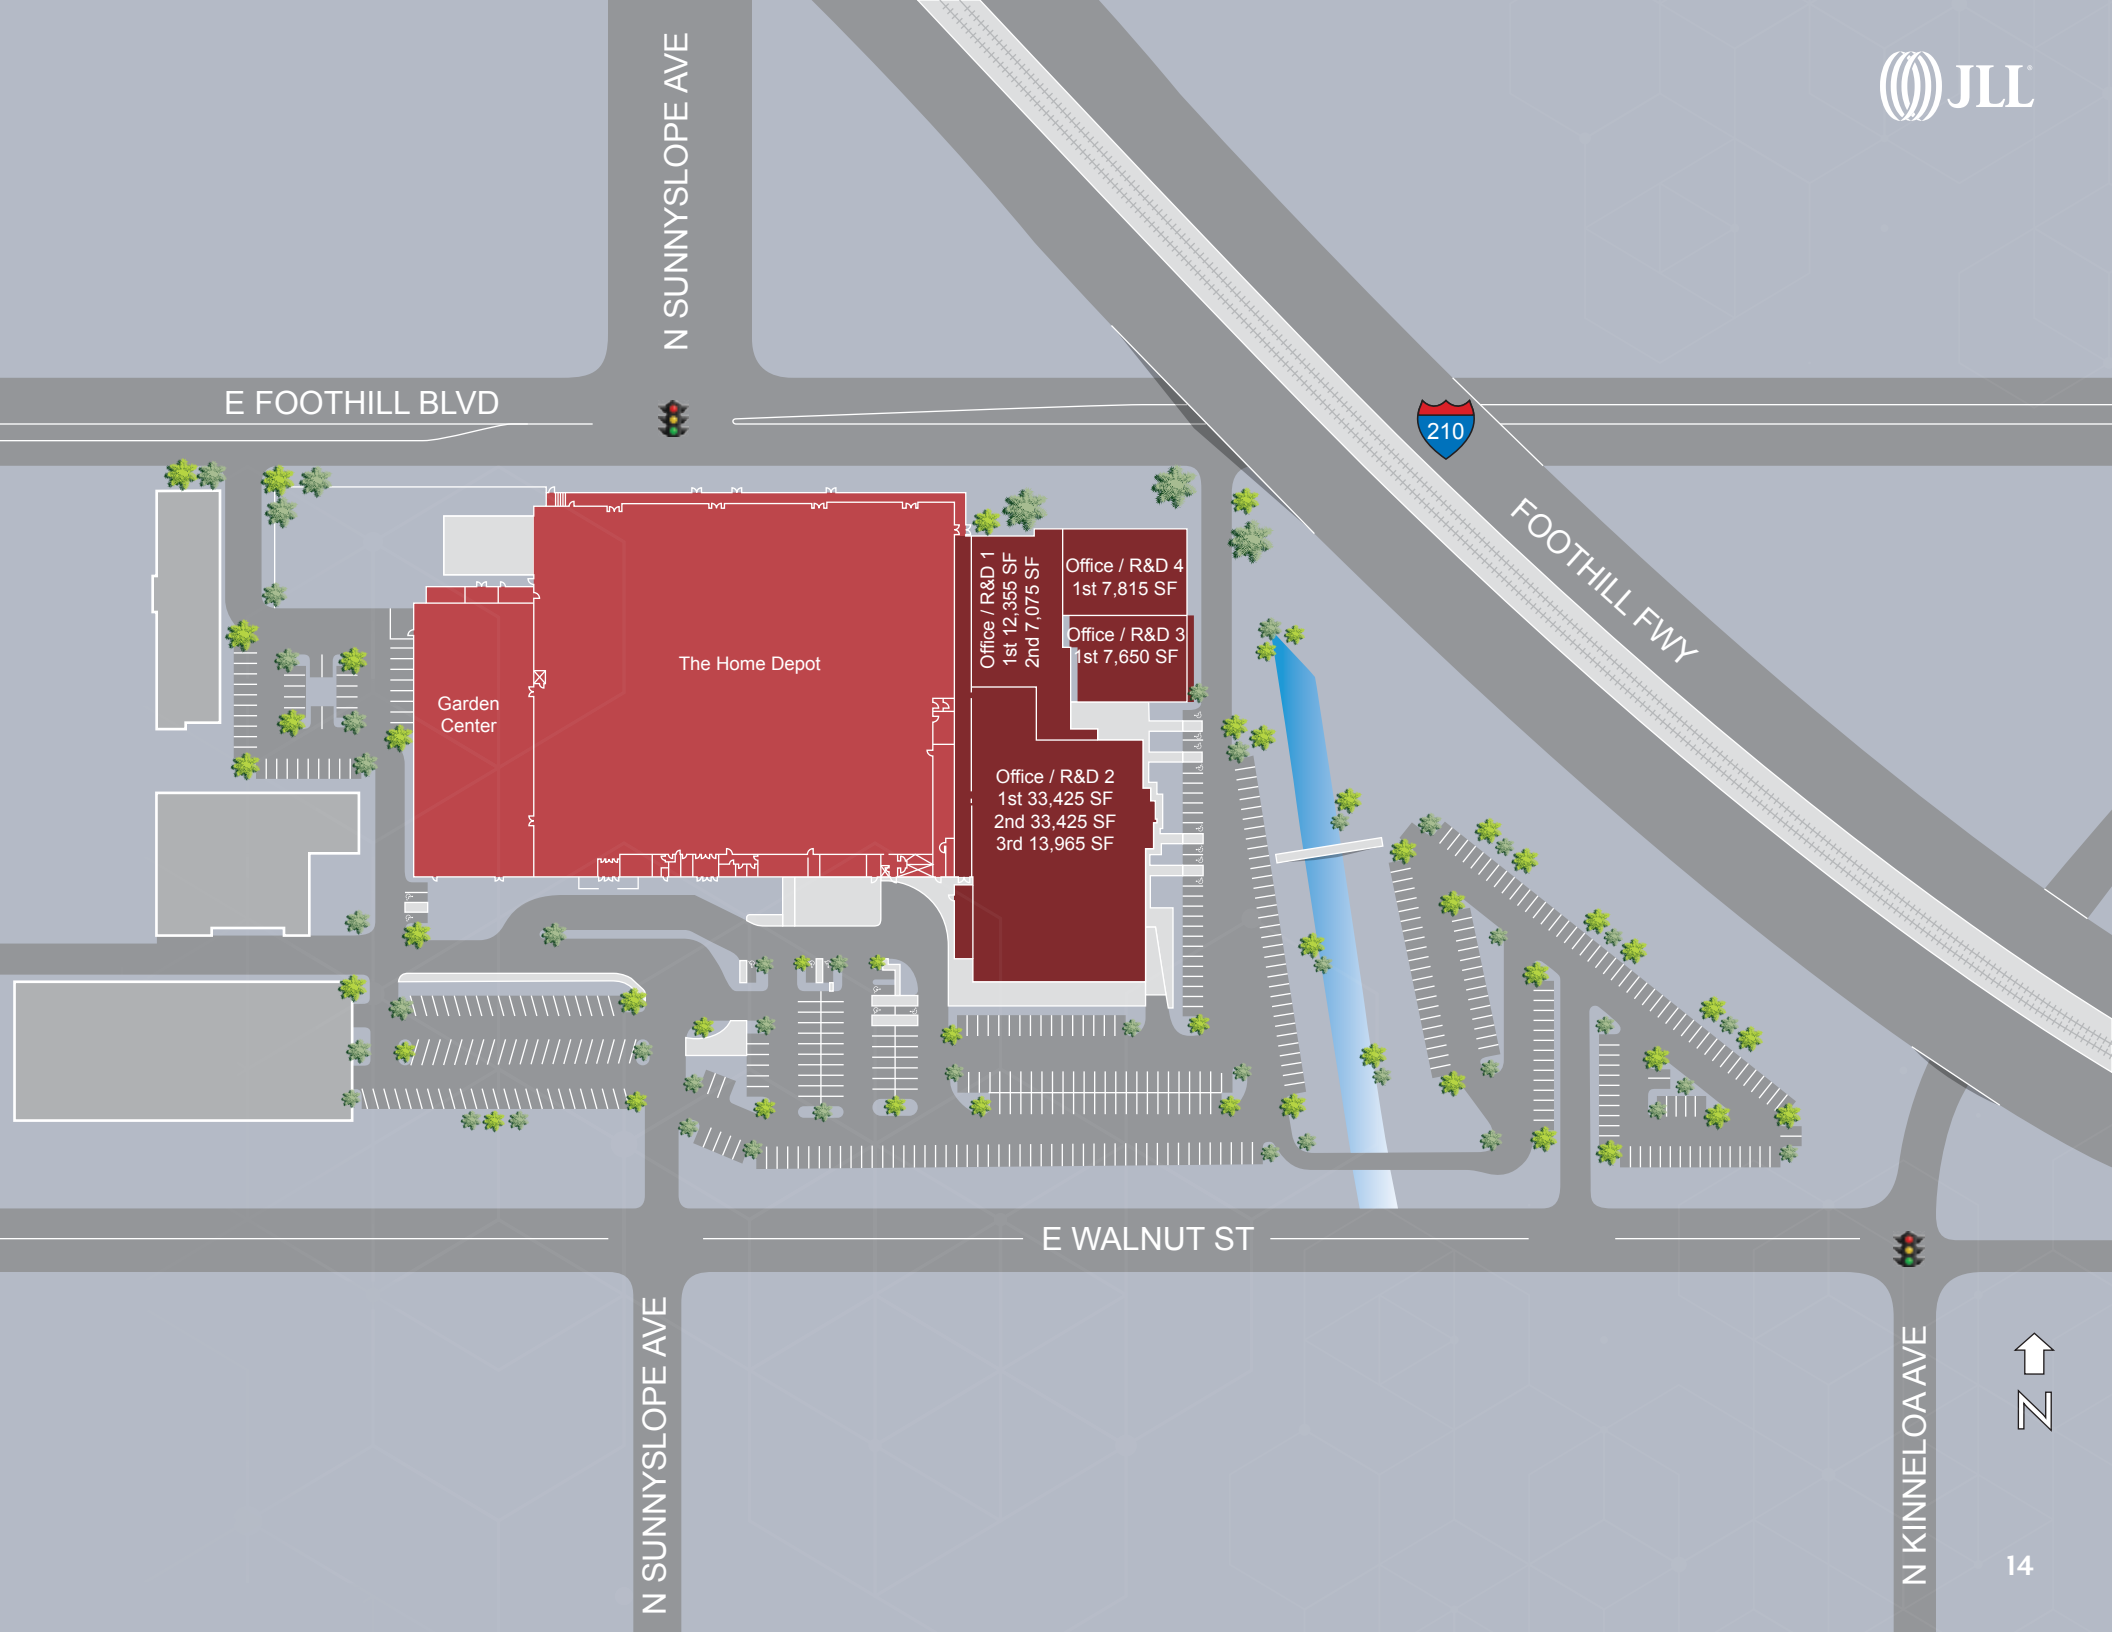 N SUNNYSLOPE AVE
JLL
E FOOTHILL BLVD
210
FOOTHILL FWY
Office / R&D 1
1st 12,355 SF
2nd 7,075 SF
Office / R&D 4
1st 7,815 SF
Office / R&D 3
1st 7,650 SF
The Home Depot
Garden
Center
Office / R&D 2
1st 33,425 SF
2nd 33,425 SF
3rd 13,965 SF
E WALNUT ST
N SUNNYSLOPE AVE
N KINNELOA AVE
N
14